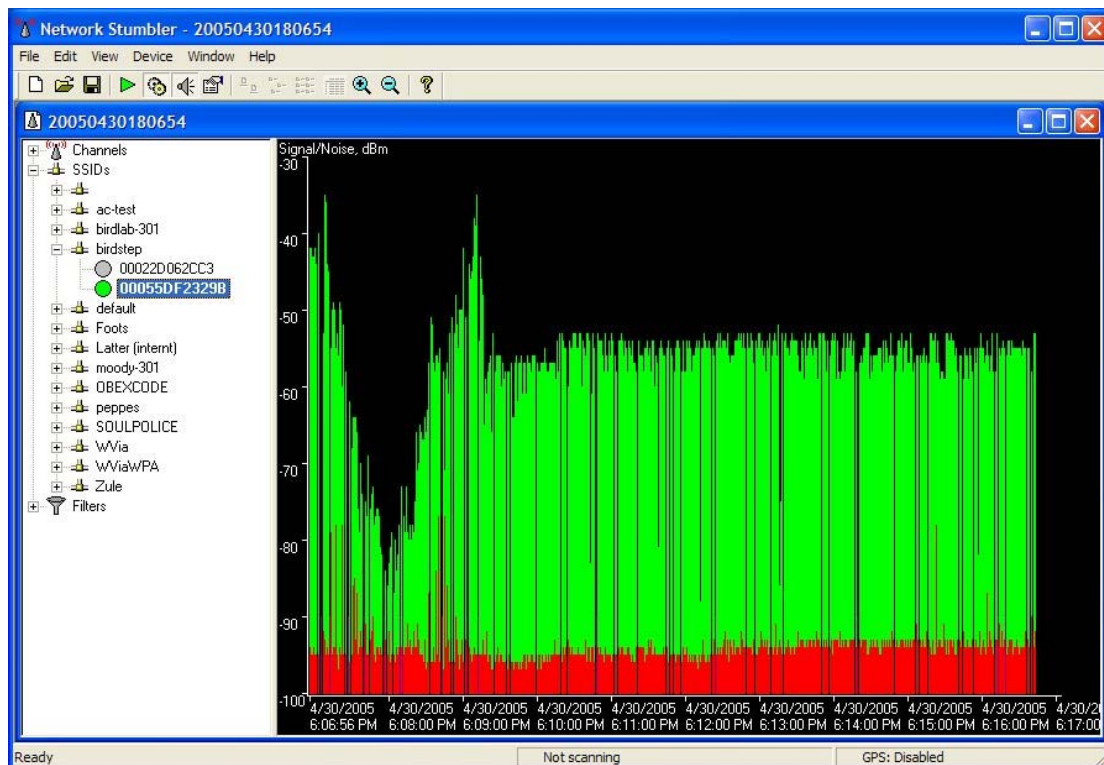 Network Stumbler - 20050430180654
File Edit View Device Window Help
20050430180654
Channels
SSIDs
ac-test
birdlab-301
birdstep
00022D062CC3
00055DF2329B
default
Foots
Latter (internt)
moody-301
OBEXCODE
peppes
SOULPOLICE
WVia
WViaWPA
Zule
Filters
Signal/Noise, dBm
-30
-40
-50
-60
-70
-80
-90
-100
4/30/2005 4/30/2005 4/30/2005 4/30/2005 4/30/2005 4/30/2005 4/30/2005 4/30/2005 4/30/2005 4/30/2005 4/30/20
6:06:56 PM 6:08:00 PM 6:09:00 PM 6:10:00 PM 6:11:00 PM 6:12:00 PM 6:13:00 PM 6:14:00 PM 6:15:00 PM 6:16:00 PM 6:17:00
Ready Not scanning GPS: Disabled